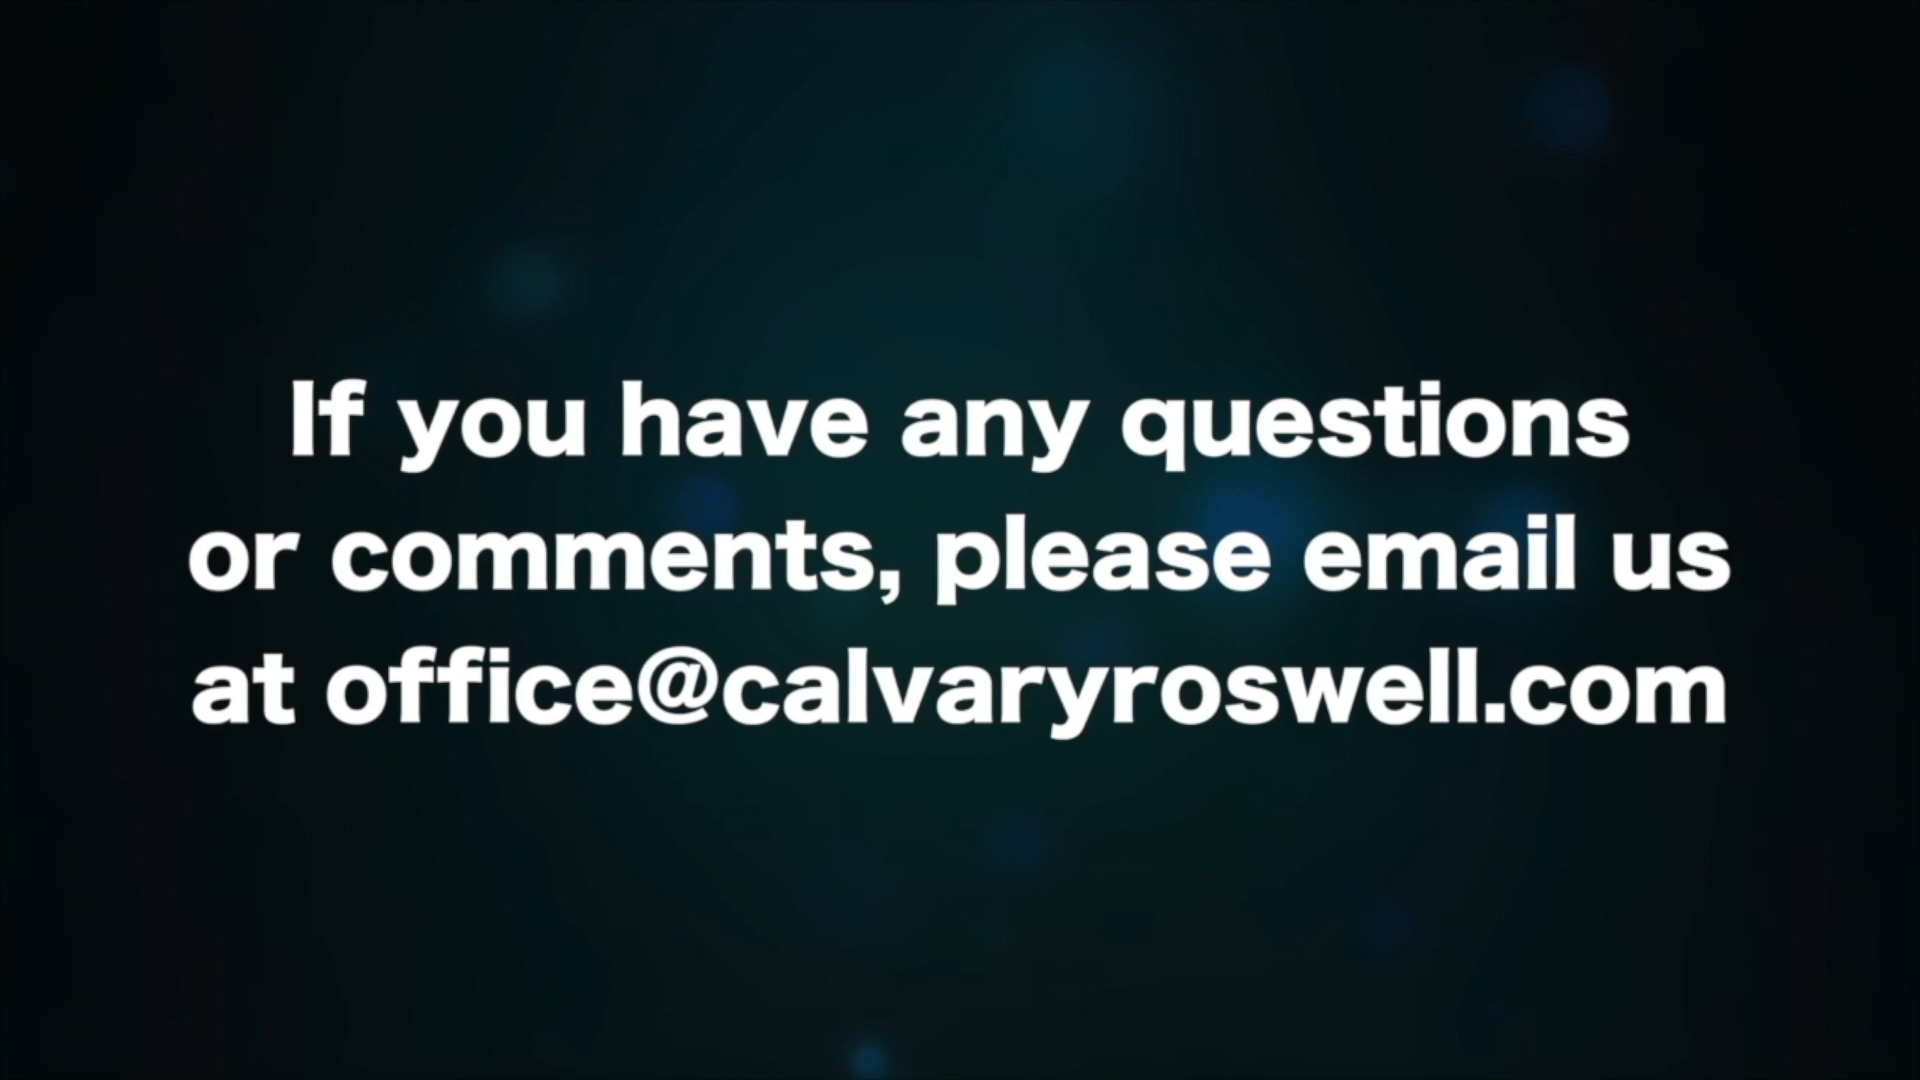 If you have any questions
or comments, please email us
at office@calvaryroswell.com